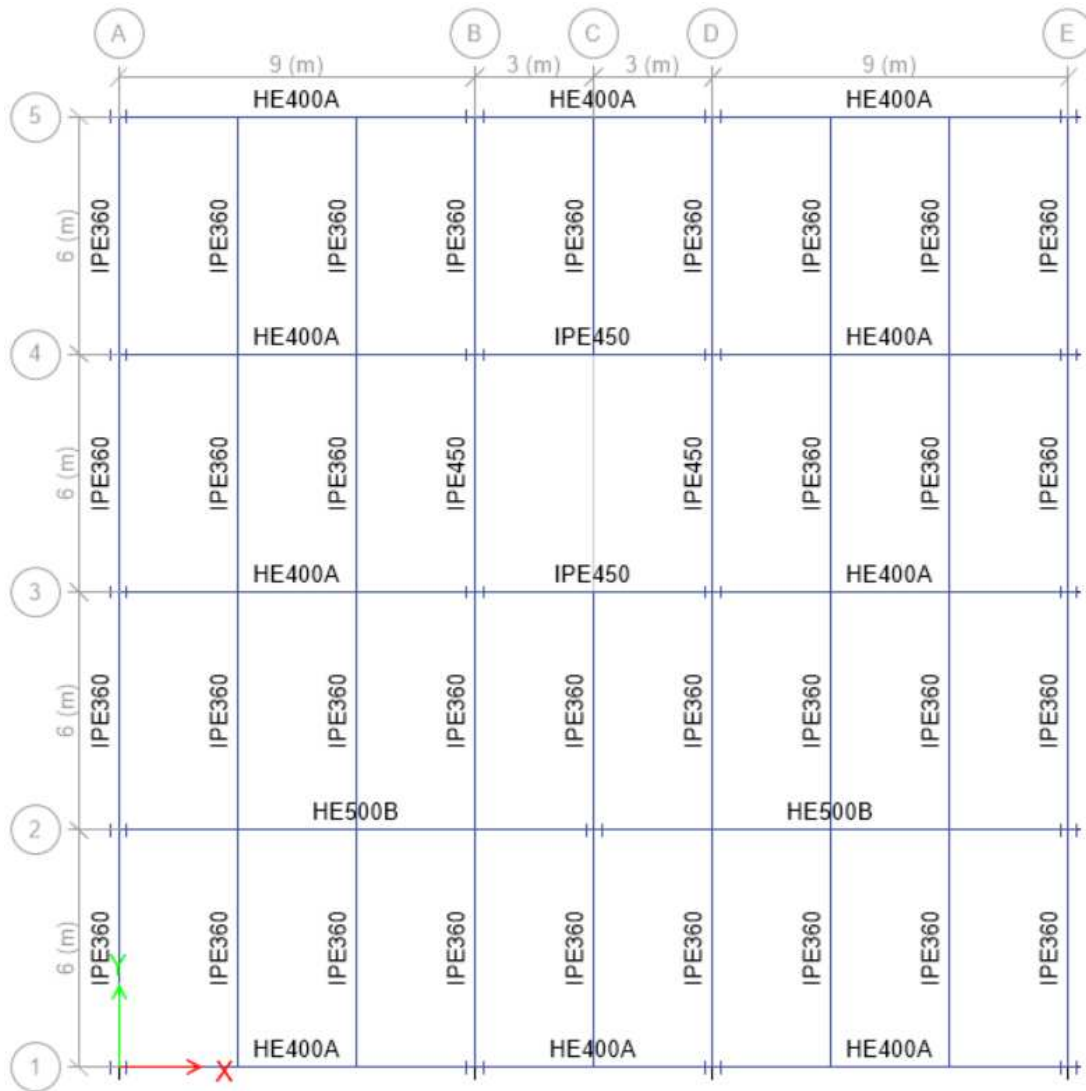 A B C D E
9 (m) 3 (m) 3 (m) 9 (m)
HE400A HE400A HE400A
5
6 (m) IPE360 IPE360 IPE360 IPE360 IPE360 IPE360 IPE360 IPE360 IPE360
HE400A IPE450 HE400A
4
6 (m) IPE360 IPE360 IPE360 IPE450 IPE450 IPE360 IPE360 IPE360
HE400A IPE450 HE400A
3
6 (m) IPE360 IPE360 IPE360 IPE360 IPE360 IPE360 IPE360 IPE360 IPE360
HE500B HE500B
2
6 (m) IPE360 IPE360 IPE360 IPE360 IPE360 IPE360 IPE360 IPE360 IPE360
Y
HE400A HE400A HE400A
1 X